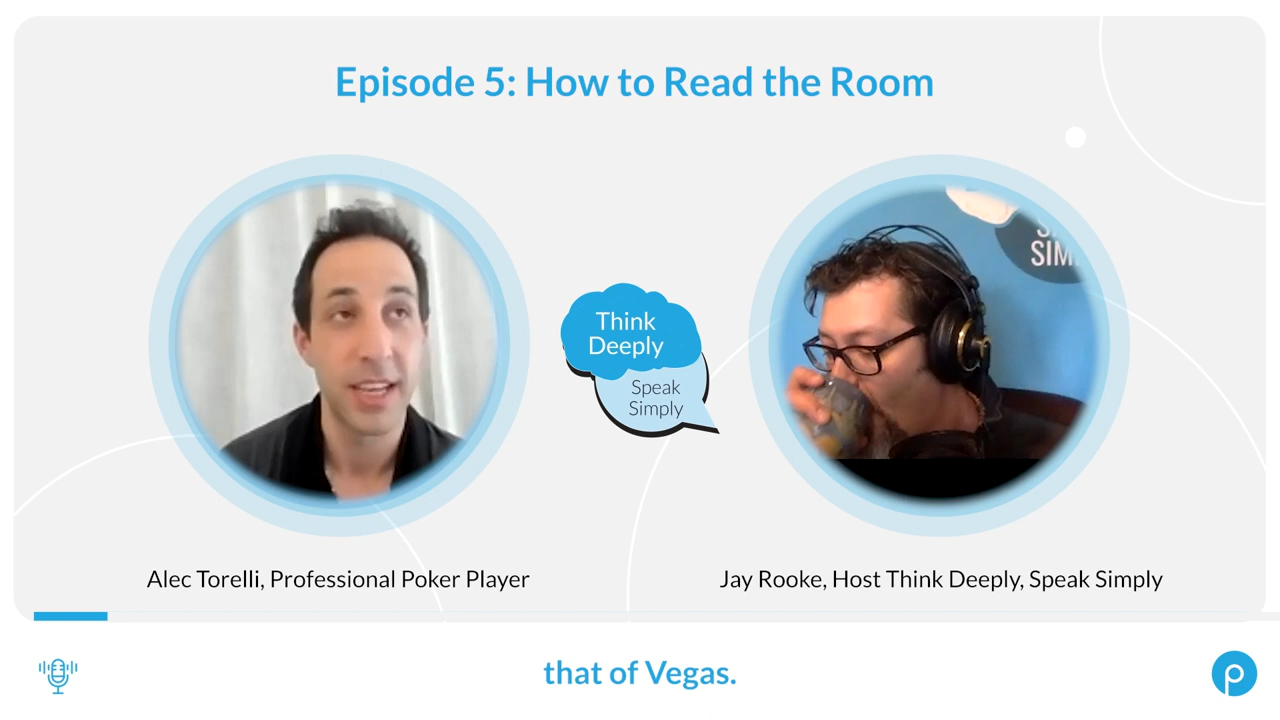 Episode 5: How to Read the Room
Think
Deeply
Speak
Simply
Alec Torelli, Professional Poker Player
Jay Rooke, Host Think Deeply, Speak Simply
that of Vegas.